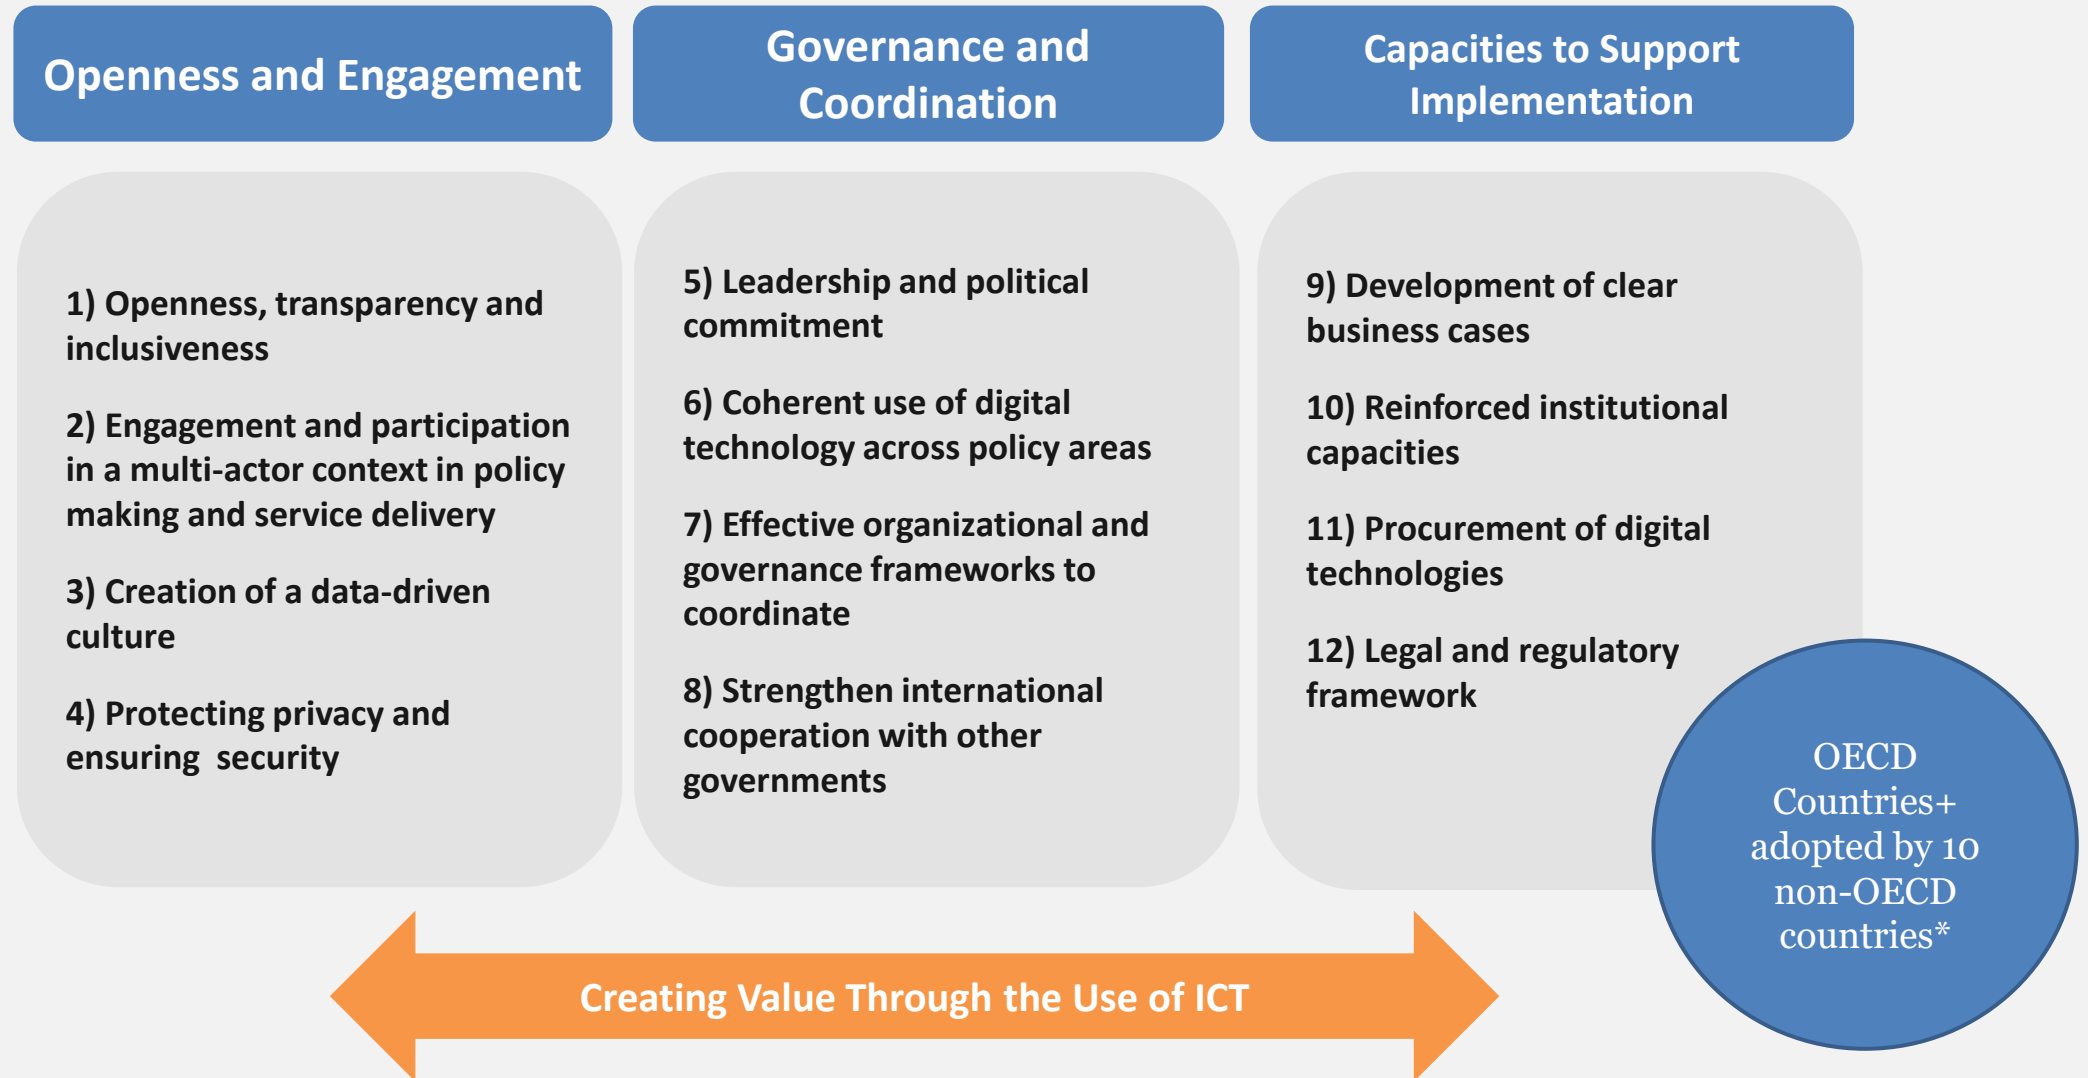 Openness and Engagement
Governance and
Coordination
Capacities to Support
Implementation
1) Openness, transparency and
inclusiveness
2) Engagement and participation
in a multi-actor context in policy
making and service delivery
3) Creation of a data-driven
culture
4) Protecting privacy and
ensuring  security
5) Leadership and political
commitment
6) Coherent use of digital
technology across policy areas
7) Effective organizational and
governance frameworks to
coordinate
8) Strengthen international
cooperation with other
governments
9) Development of clear
business cases
10) Reinforced institutional
capacities
11) Procurement of digital
technologies
12) Legal and regulatory
framework
OECD
Countries+
adopted by 10
non-OECD
countries*
Creating Value Through the Use of ICT